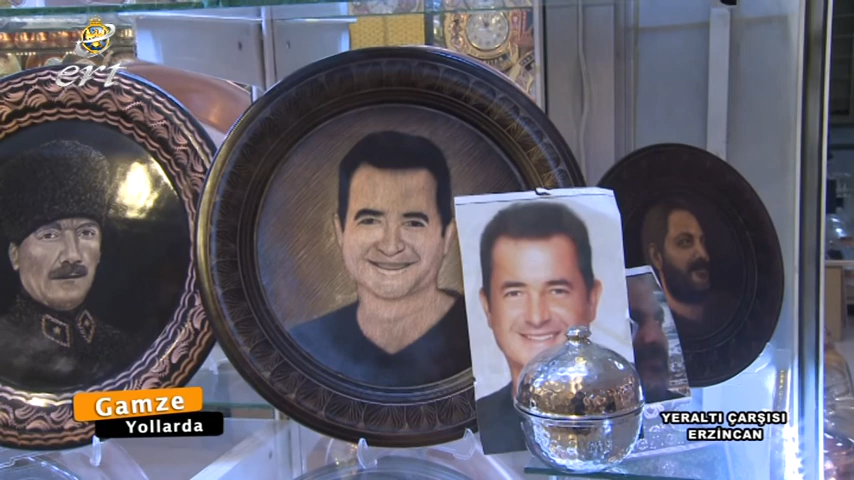 ert
Gamze
Yollarda
YERALTI ÇARŞISI
ERZİNCAN